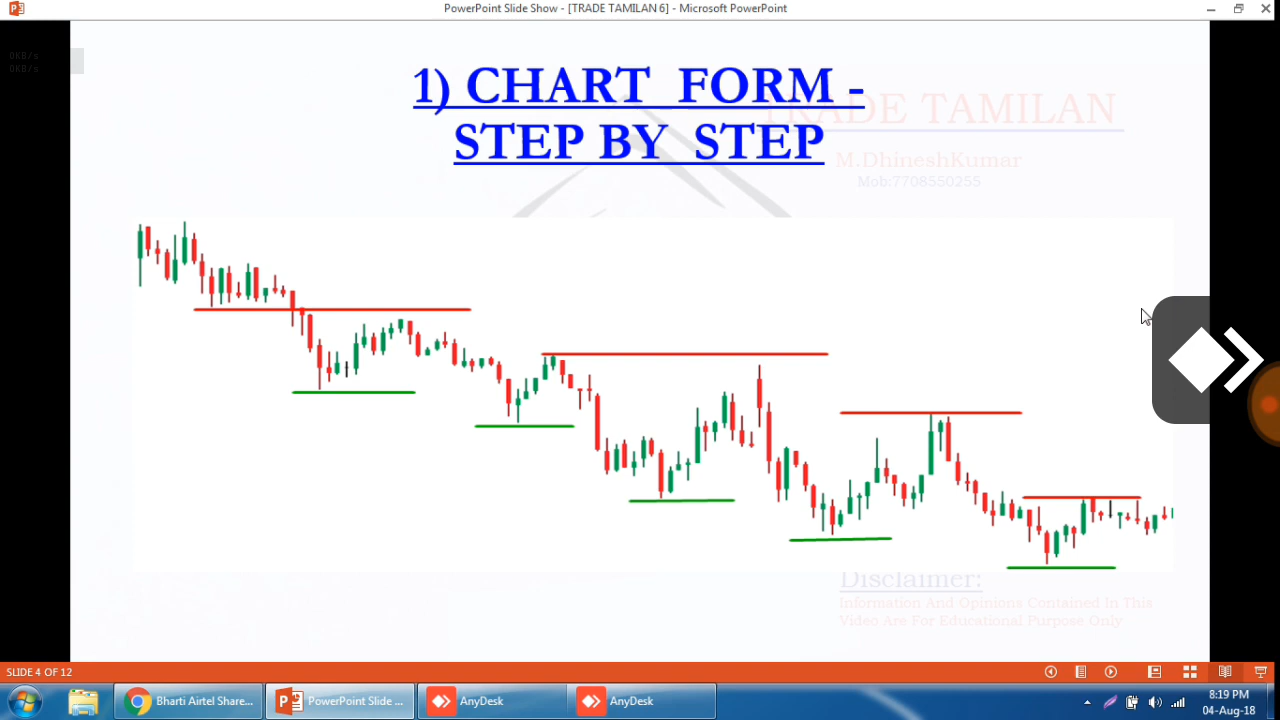 PowerPoint Slide Show - [TRADE TAMILAN 6] - Microsoft PowerPoint
0KB/s
0KB/s
1) CHART FORM -
STEP BY STEP
TRADE TAMILAN
M.DhineshKumar
Mob:7708550255
Disclaimer:
Information And Opinions Contained In This
Video Are For Educational Purpose Only
SLIDE 4 OF 12
Bharti Airtel Share...
PowerPoint Slide ...
AnyDesk
AnyDesk
8:19 PM
04-Aug-18